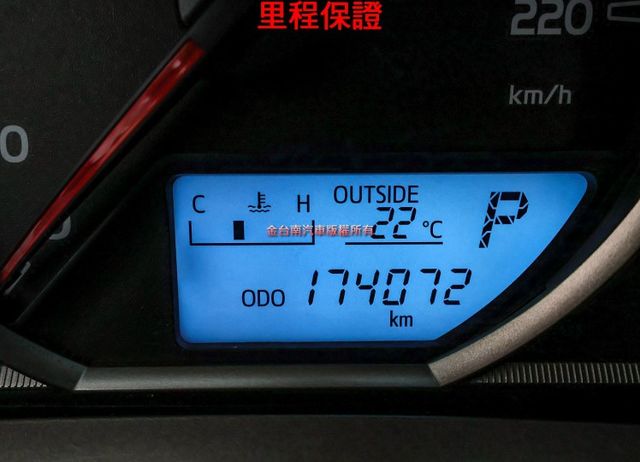 里程保證
220
km/h
0
C H OUTSIDE
22 °C P
金台南汽車版權所有
ODO 174072
km